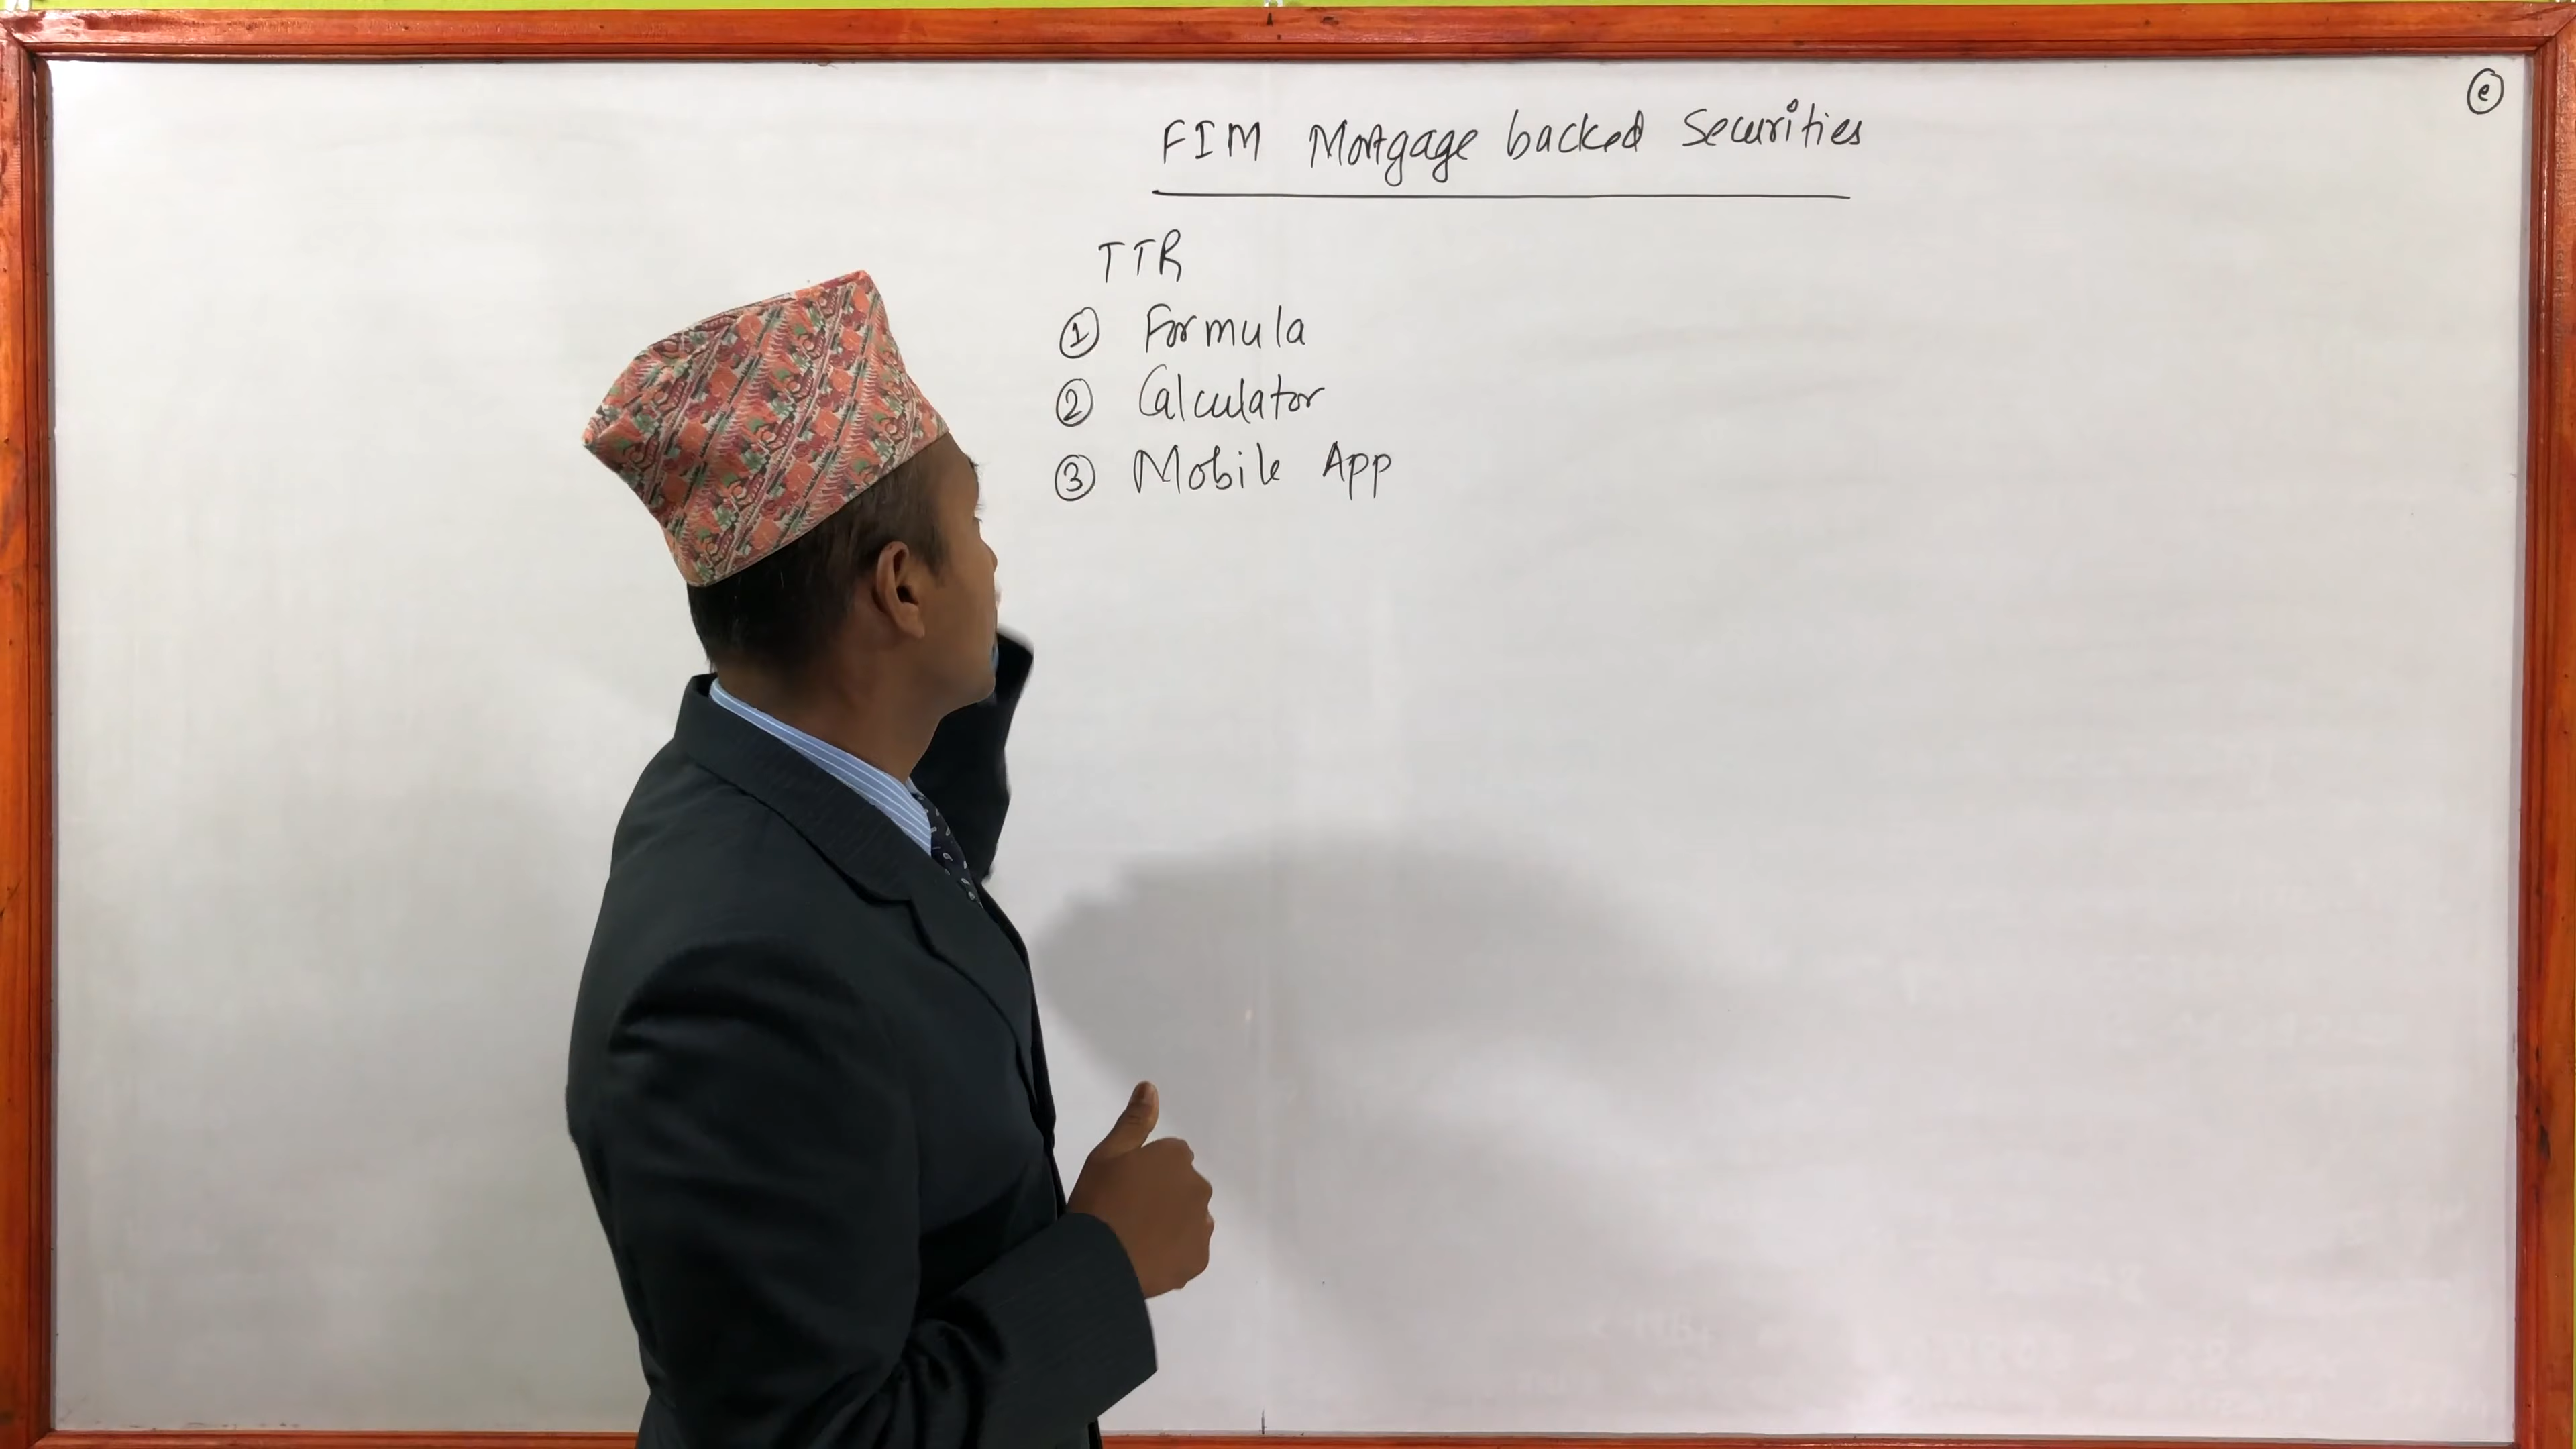 e
FIM Mortgage backed Securities
TTR
1 Formula
2 Calculator
3 Mobile App